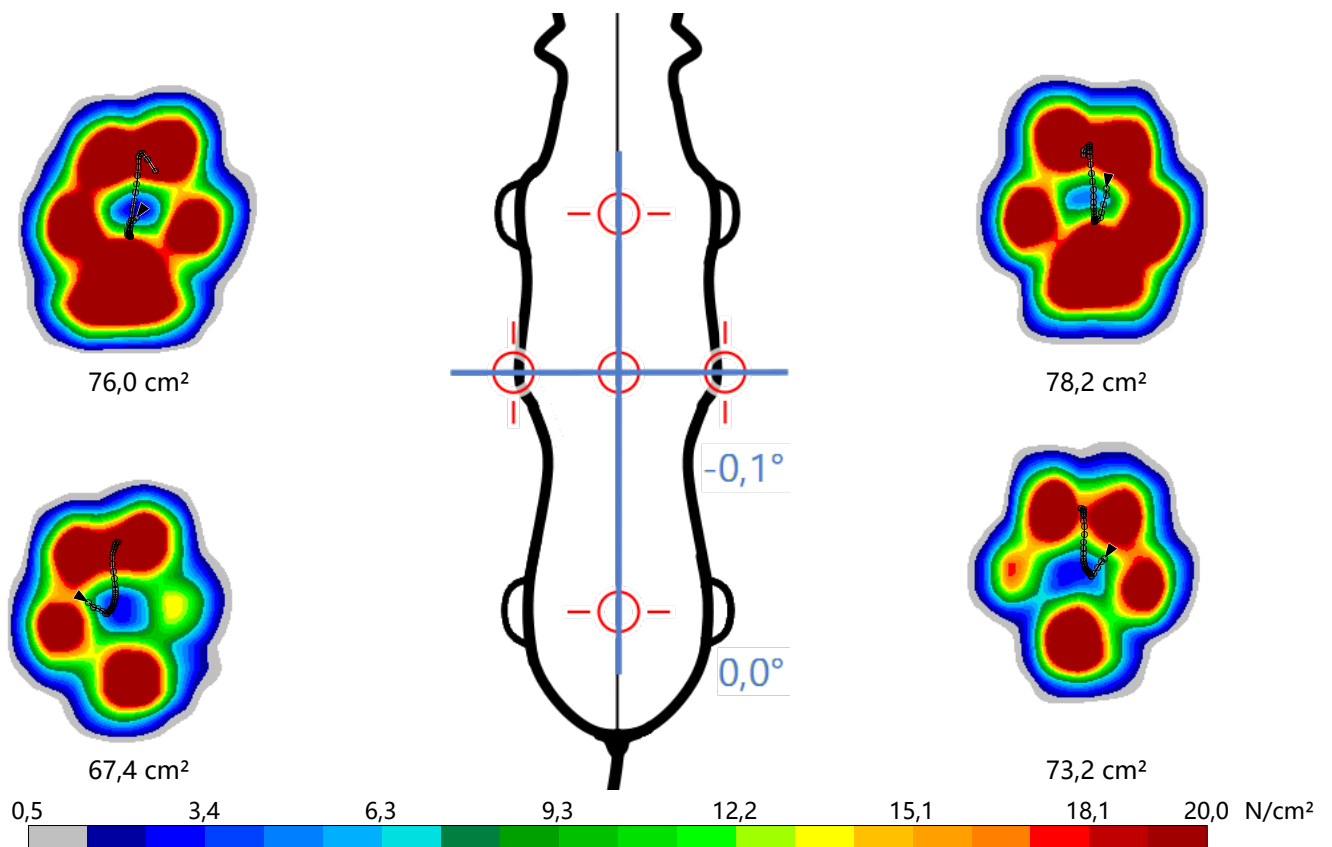 76,0 cm²
78,2 cm²
-0,1°
0,0°
67,4 cm²
73,2 cm²
0,5 3,4 6,3 9,3 12,2 15,1 18,1 20,0 N/cm²